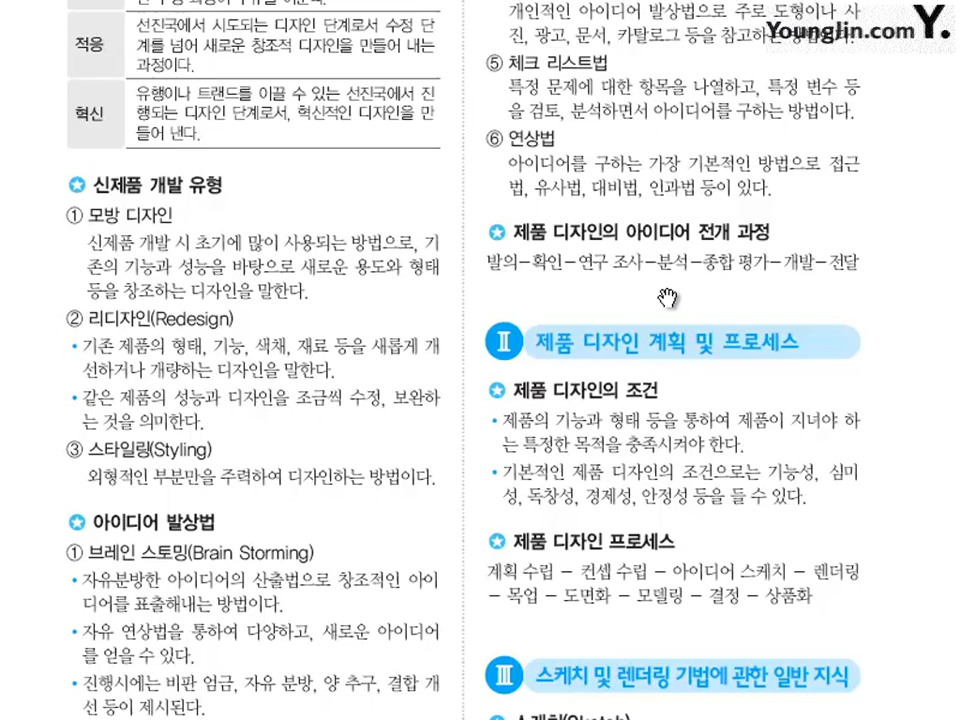 적응
선진국에서 시도되는 디자인 단계로서 수정 단
계를 넘어 새로운 창조적 디자인을 만들어 내는
과정이다.
혁신
유행이나 트랜드를 이끌 수 있는 선진국에서 진
행되는 디자인 단계로서, 혁신적인 디자인을 만
들어 낸다.
신제품 개발 유형
① 모방 디자인
신제품 개발 시 초기에 많이 사용되는 방법으로, 기
존의 기능과 성능을 바탕으로 새로운 용도와 형태
등을 창조하는 디자인을 말한다.
② 리디자인(Redesign)
• 기존 제품의 형태, 기능, 색채, 재료 등을 새롭게 개
선하거나 개량하는 디자인을 말한다.
• 같은 제품의 성능과 디자인을 조금씩 수정, 보완하
는 것을 의미한다.
③ 스타일링(Styling)
외형적인 부분만을 주력하여 디자인하는 방법이다.
아이디어 발상법
① 브레인 스토밍(Brain Storming)
• 자유분방한 아이디어의 산출법으로 창조적인 아이
디어를 표출해내는 방법이다.
• 자유 연상법을 통하여 다양하고, 새로운 아이디어
를 얻을 수 있다.
• 진행시에는 비판 엄금, 자유 분방, 양 추구, 결합 개
선 등이 제시된다.
개인적인 아이디어 발상법으로 주로 도형이나 사
진, 광고, 문서, 카탈로그 등을 참고하는 방법이다.
Younglin.com Y.
⑤ 체크 리스트법
특정 문제에 대한 항목을 나열하고, 특정 변수 등
을 검토, 분석하면서 아이디어를 구하는 방법이다.
⑥ 연상법
아이디어를 구하는 가장 기본적인 방법으로 접근
법, 유사법, 대비법, 인과법 등이 있다.
제품 디자인의 아이디어 전개 과정
발의-확인-연구 조사-분석-종합 평가-개발-전달
Ⅱ 제품 디자인 계획 및 프로세스
제품 디자인의 조건
• 제품의 기능과 형태 등을 통하여 제품이 지녀야 하
는 특정한 목적을 충족시켜야 한다.
• 기본적인 제품 디자인의 조건으로는 기능성, 심미
성, 독창성, 경제성, 안정성 등을 들 수 있다.
제품 디자인 프로세스
계획 수립 - 컨셉 수립 - 아이디어 스케치 - 렌더링
- 목업 - 도면화 - 모델링 - 결정 - 상품화
Ⅲ 스케치 및 렌더링 기법에 관한 일반 지식